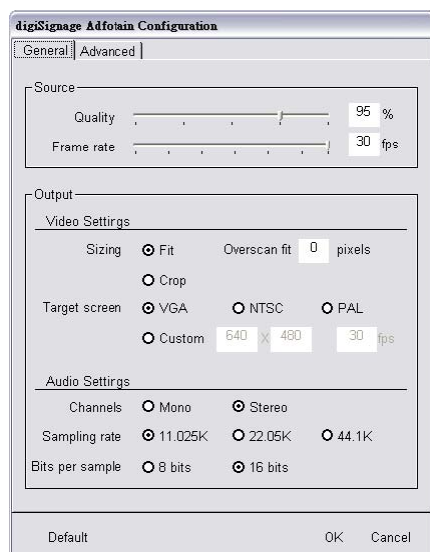 digiSignage Adfotain Configuration
General Advanced
Source
Quality 95 %
Frame rate 30 fps
Output
Video Settirgs
Sizing Fit Overscan fit 0 pixels
Crop
Target screen VGA NTSC PAL
Custom 640 X 480 30 fps
Audio Settirgs
Channels Mono Stereo
Sampling rate 11.025K 22.05K 44.1K
Bits per sample 8 bits 16 bits
Default OK Cancel